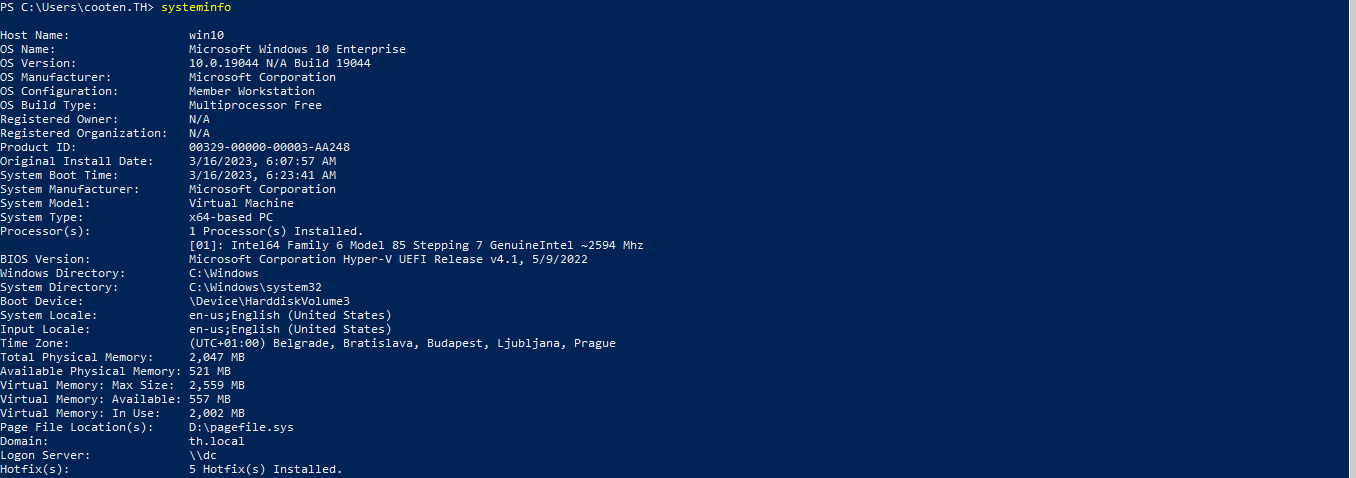 PS C:\Users\cooten.TH> systeminfo
Host Name: win10
OS Name: Microsoft Windows 10 Enterprise
OS Version: 10.0.19044 N/A Build 19044
OS Manufacturer: Microsoft Corporation
OS Configuration: Member Workstation
OS Build Type: Multiprocessor Free
Registered Owner: N/A
Registered Organization: N/A
Product ID: 00329-00000-00003-AA248
Original Install Date: 3/16/2023, 6:07:57 AM
System Boot Time: 3/16/2023, 6:23:41 AM
System Manufacturer: Microsoft Corporation
System Model: Virtual Machine
System Type: x64-based PC
Processor(s): 1 Processor(s) Installed.
[01]: Intel64 Family 6 Model 85 Stepping 7 GenuineIntel ~2594 Mhz
BIOS Version: Microsoft Corporation Hyper-V UEFI Release v4.1, 5/9/2022
Windows Directory: C:\Windows
System Directory: C:\Windows\system32
Boot Device: \Device\HarddiskVolume3
System Locale: en-us;English (United States)
Input Locale: en-us;English (United States)
Time Zone: (UTC+01:00) Belgrade, Bratislava, Budapest, Ljubljana, Prague
Total Physical Memory: 2,047 MB
Available Physical Memory: 521 MB
Virtual Memory: Max Size: 2,559 MB
Virtual Memory: Available: 557 MB
Virtual Memory: In Use: 2,002 MB
Page File Location(s): D:\pagefile.sys
Domain: th.local
Logon Server: \\dc
Hotfix(s): 5 Hotfix(s) Installed.